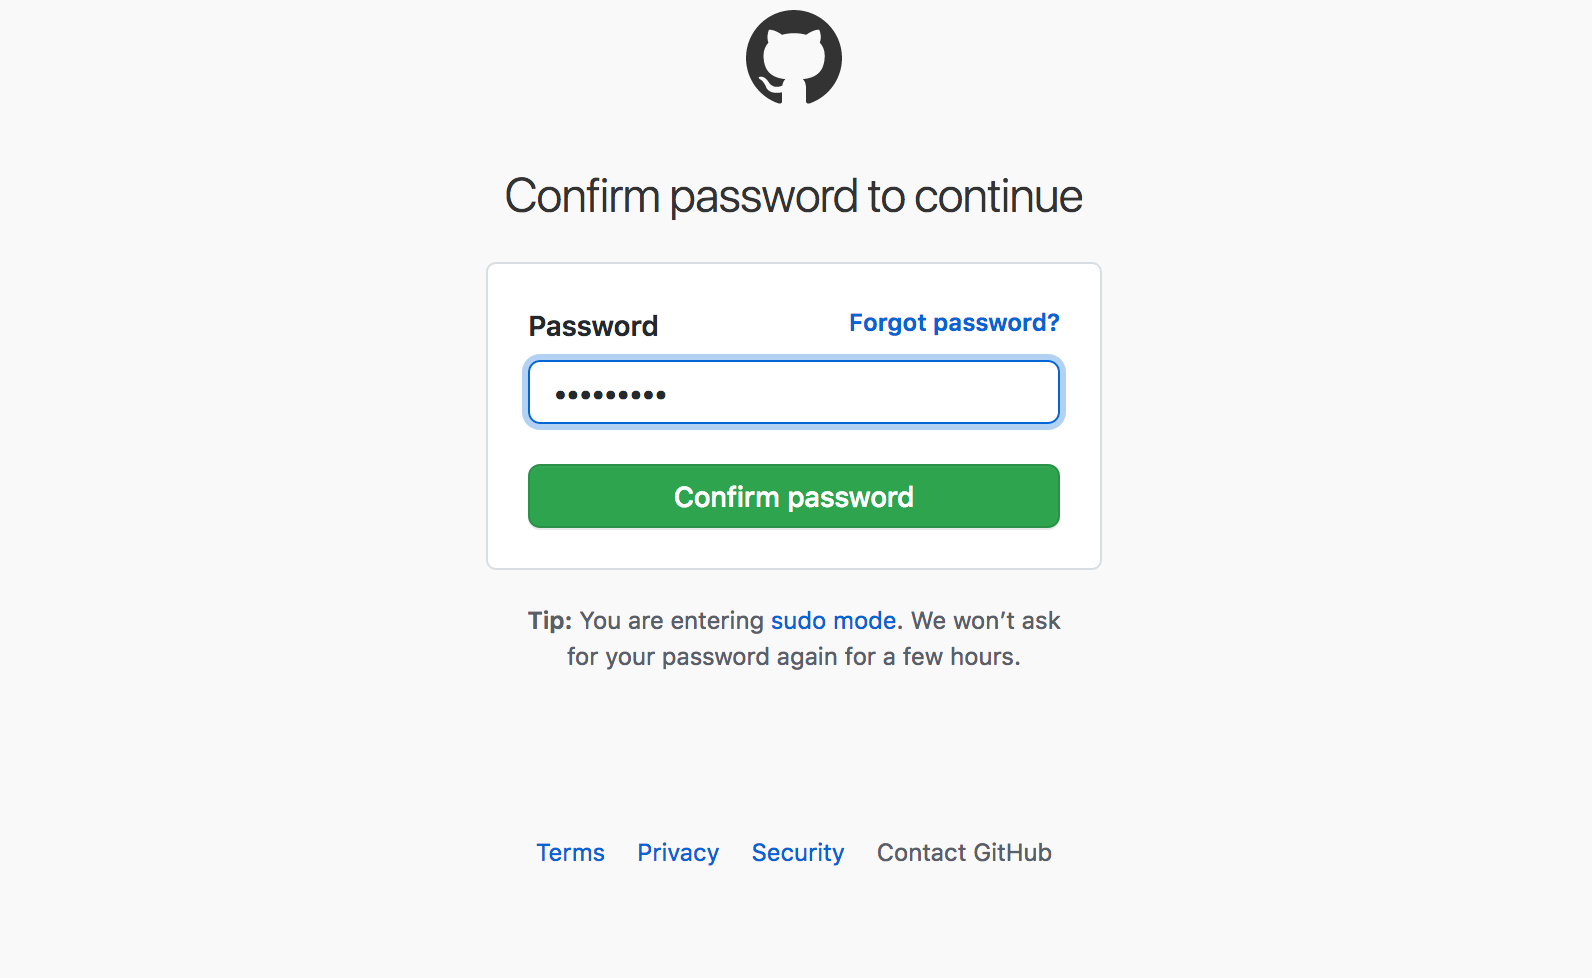 Confirm password to continue
Password
Forgot password?
•••••••••
Confirm password
Tip: You are entering sudo mode. We won’t ask
for your password again for a few hours.
Terms Privacy Security Contact GitHub